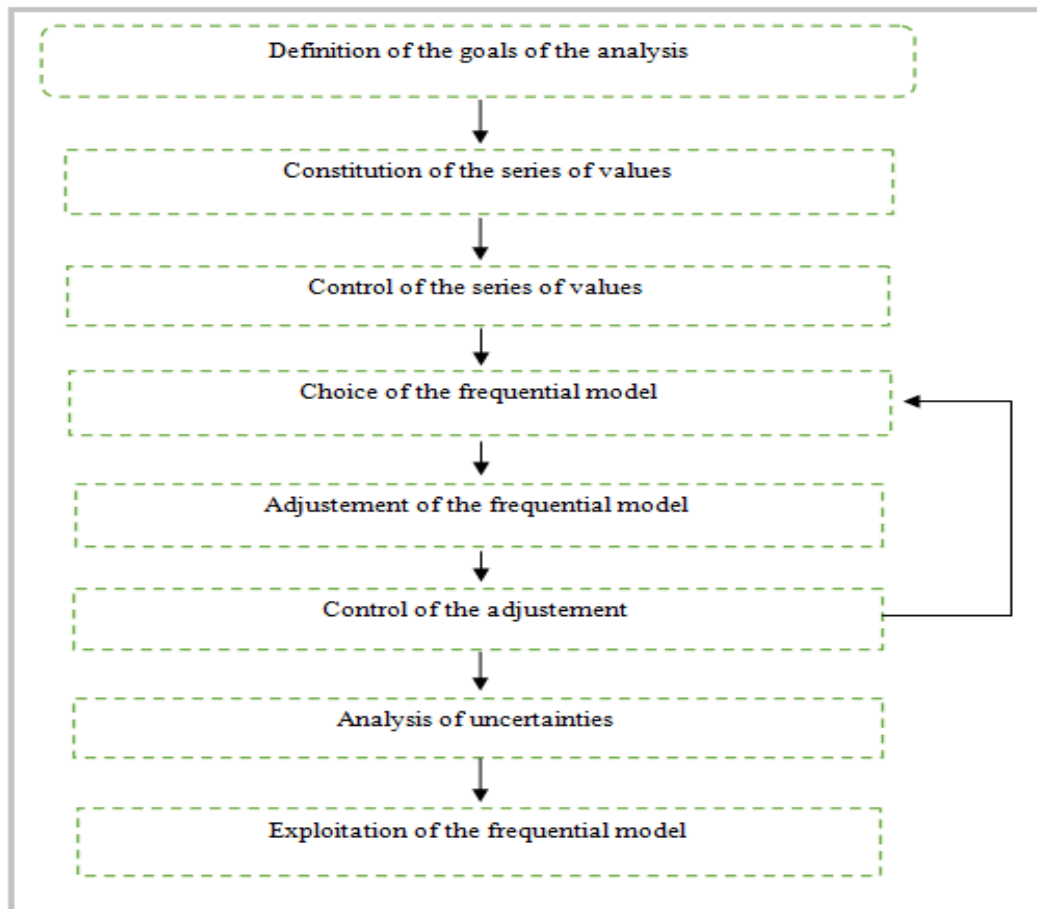 Definition of the goals of the analysis
Constitution of the series of values
Control of the series of values
Choice of the frequential model
Adjustement of the frequential model
Control of the adjustement
Analysis of uncertainties
Exploitation of the frequential model